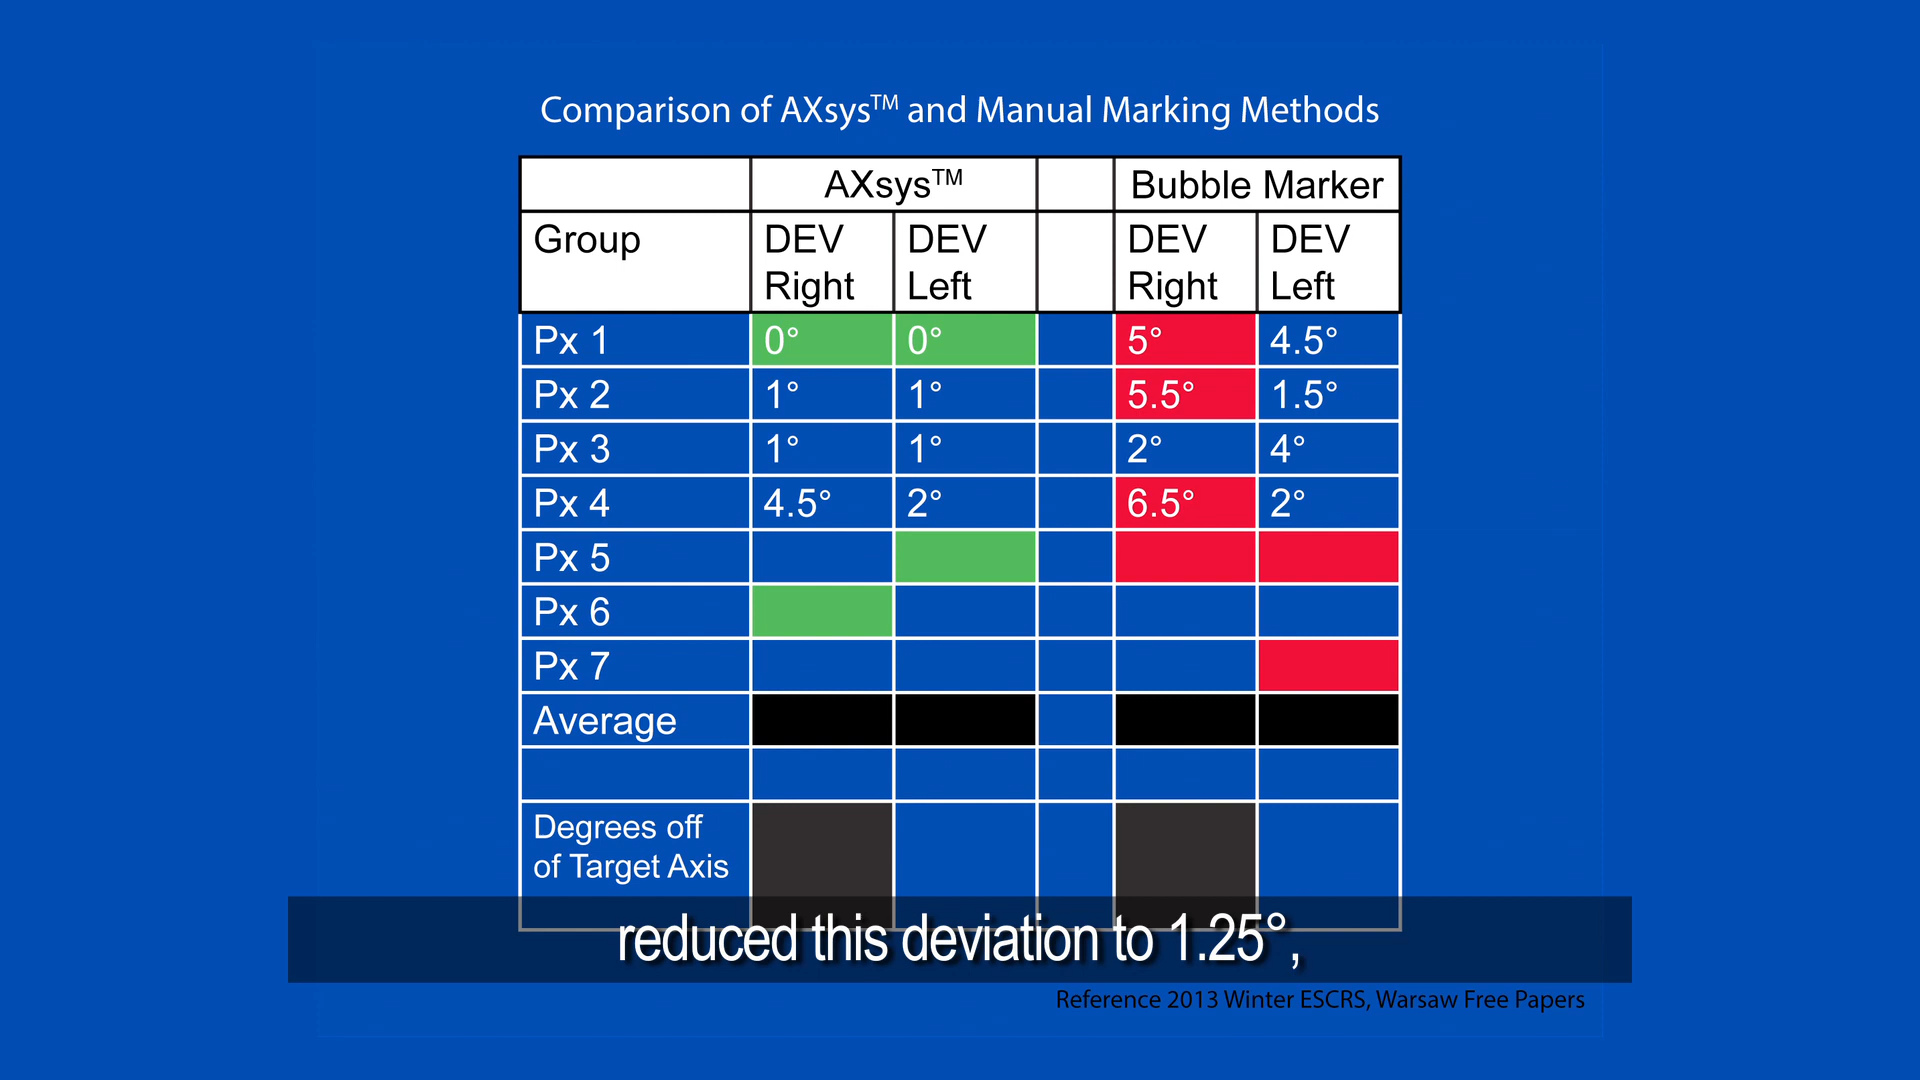 Comparison of AXsys™ and Manual Marking Methods
AXsys™ Bubble Marker
Group DEV Right DEV Left DEV Right DEV Left
Px 1 0° 0° 5° 4.5°
Px 2 1° 1° 5.5° 1.5°
Px 3 1° 1° 2° 4°
Px 4 4.5° 2° 6.5° 2°
Px 5
Px 6
Px 7
Average
Degrees off
of Target Axis
reduced this deviation to 1.25°,
Reference 2013 Winter ESCRS, Warsaw Free Papers